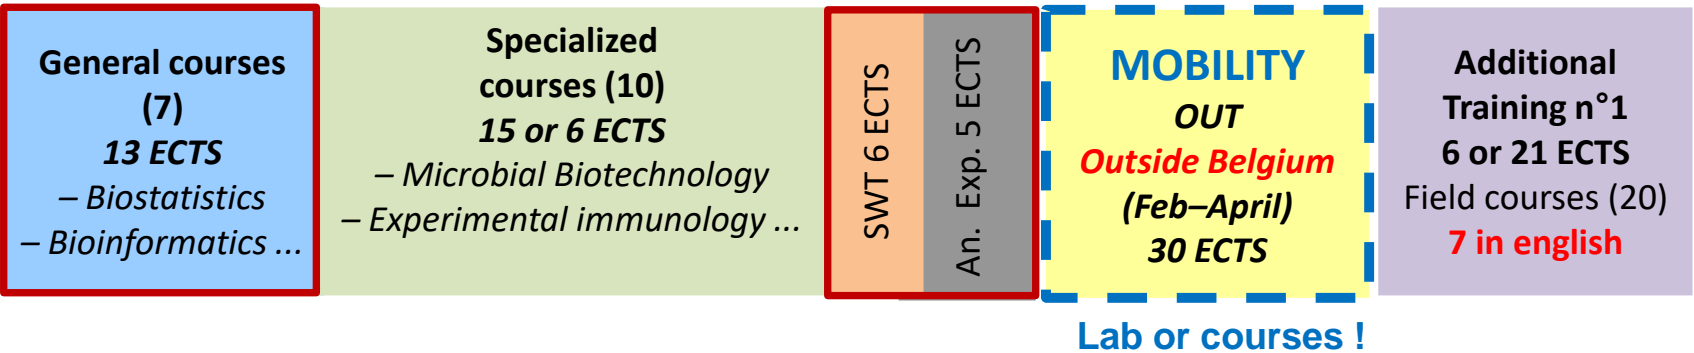 General courses
(7)
13 ECTS
– Biostatistics
– Bioinformatics ...
Specialized
courses (10)
15 or 6 ECTS
– Microbial Biotechnology
– Experimental immunology ...
SWT 6 ECTS
An. Exp. 5 ECTS
MOBILITY
OUT
Outside Belgium
(Feb–April)
30 ECTS
Lab or courses !
Additional
Training n°1
6 or 21 ECTS
Field courses (20)
7 in english